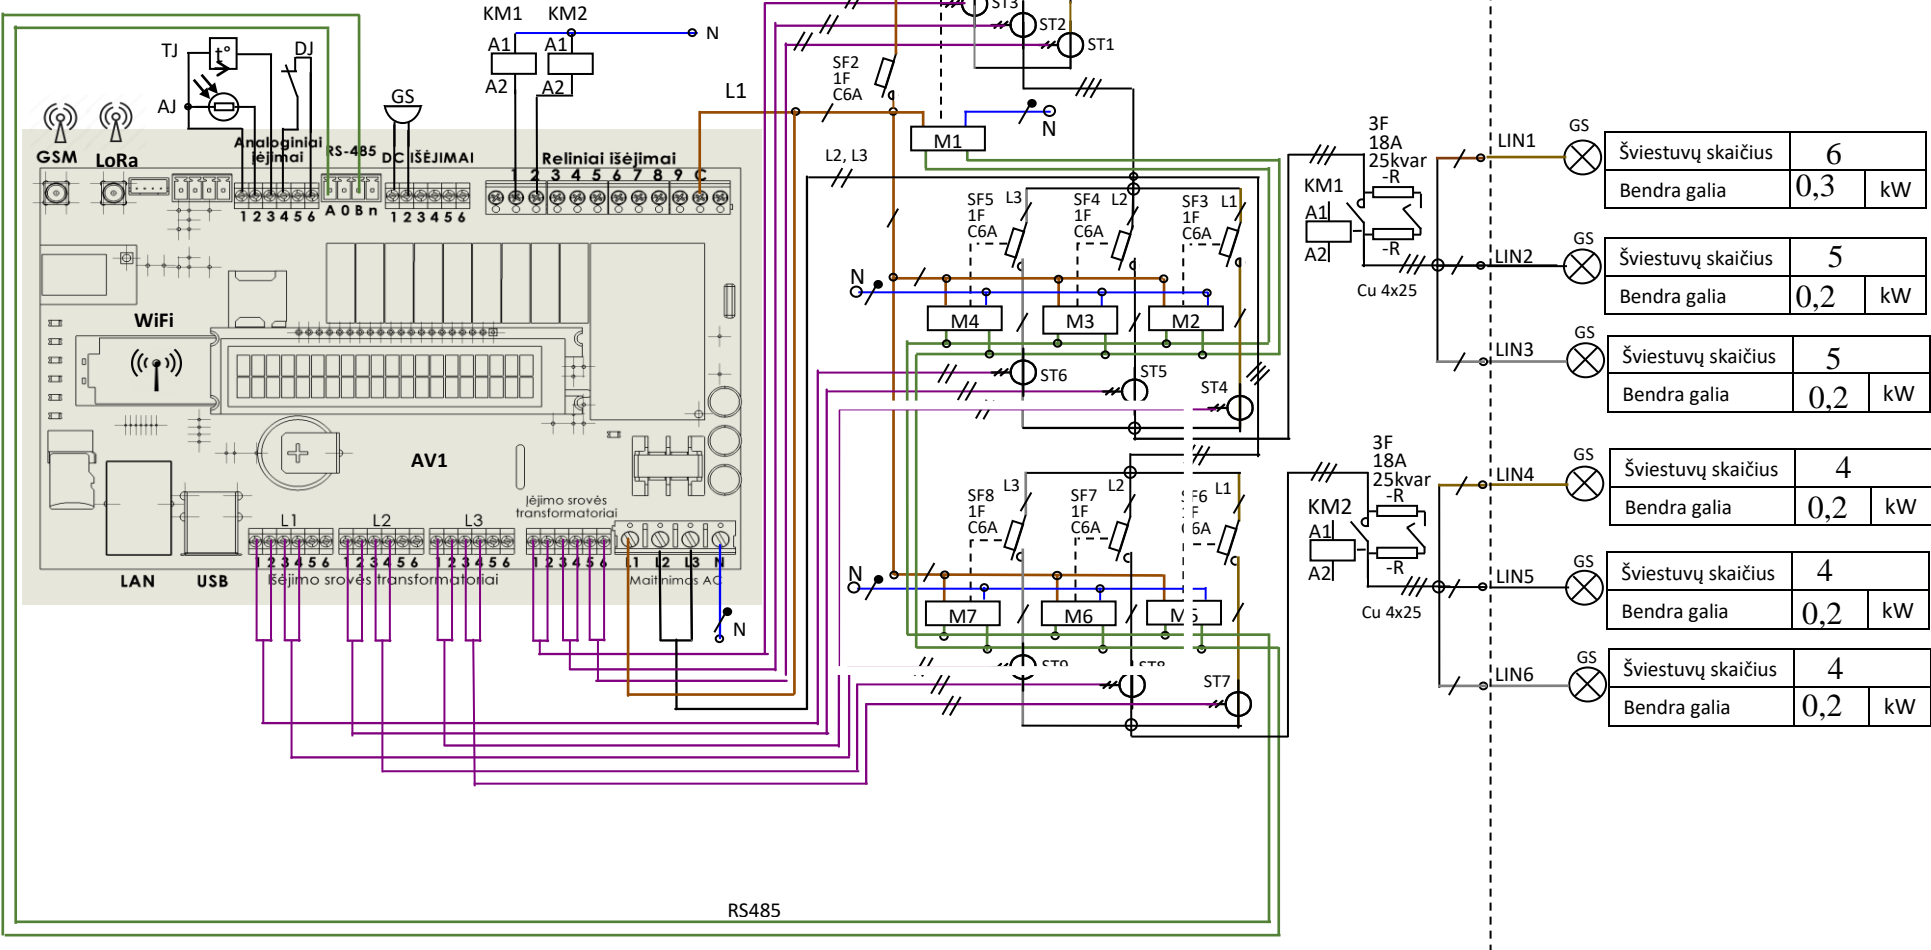 KM1
KM2
ST3
ST2
ST1
N
A1
A1
A2
A2
TJ
t°
DJ
AJ
GS
SF2
1F
C6A
L1
M1
N
GSM
LoRa
Analoginiai
įėjimai
RS-485
DC IŠĖJIMAI
Reliniai išėjimai
1 2 3 4 5 6 7 8 9 C
1 2 3 4 5 6
A 0 B n
1 2 3 4 5 6
L2, L3
SF5
1F
C6A
L3
SF4
1F
C6A
L2
SF3
1F
C6A
L1
N
M4
M3
M2
ST6
ST5
ST4
WiFi
AV1
LAN
USB
L1
L2
L3
1 2 3 4 5 6
1 2 3 4 5 6
1 2 3 4 5 6
Išėjimo srovės transformatoriai
Įėjimo srovės
transformatoriai
1 2 3 4 5 6
L1 L2 L3 N
Maitinimas AC
N
SF8
1F
C6A
L3
SF7
1F
C6A
L2
L1
N
M7
M6
M5
ST9
ST8
ST7
3F
18A
25kvar
-R
KM1
A1
A2
-R
Cu 4x25
3F
18A
25kvar
-R
KM2
A1
A2
-R
Cu 4x25
LIN1
GS
Šviestuvų skaičius 6
Bendra galia 0,3 kW
LIN2
GS
Šviestuvų skaičius 5
Bendra galia 0,2 kW
LIN3
GS
Šviestuvų skaičius 5
Bendra galia 0,2 kW
LIN4
GS
Šviestuvų skaičius 4
Bendra galia 0,2 kW
LIN5
GS
Šviestuvų skaičius 4
Bendra galia 0,2 kW
LIN6
GS
Šviestuvų skaičius 4
Bendra galia 0,2 kW
RS485